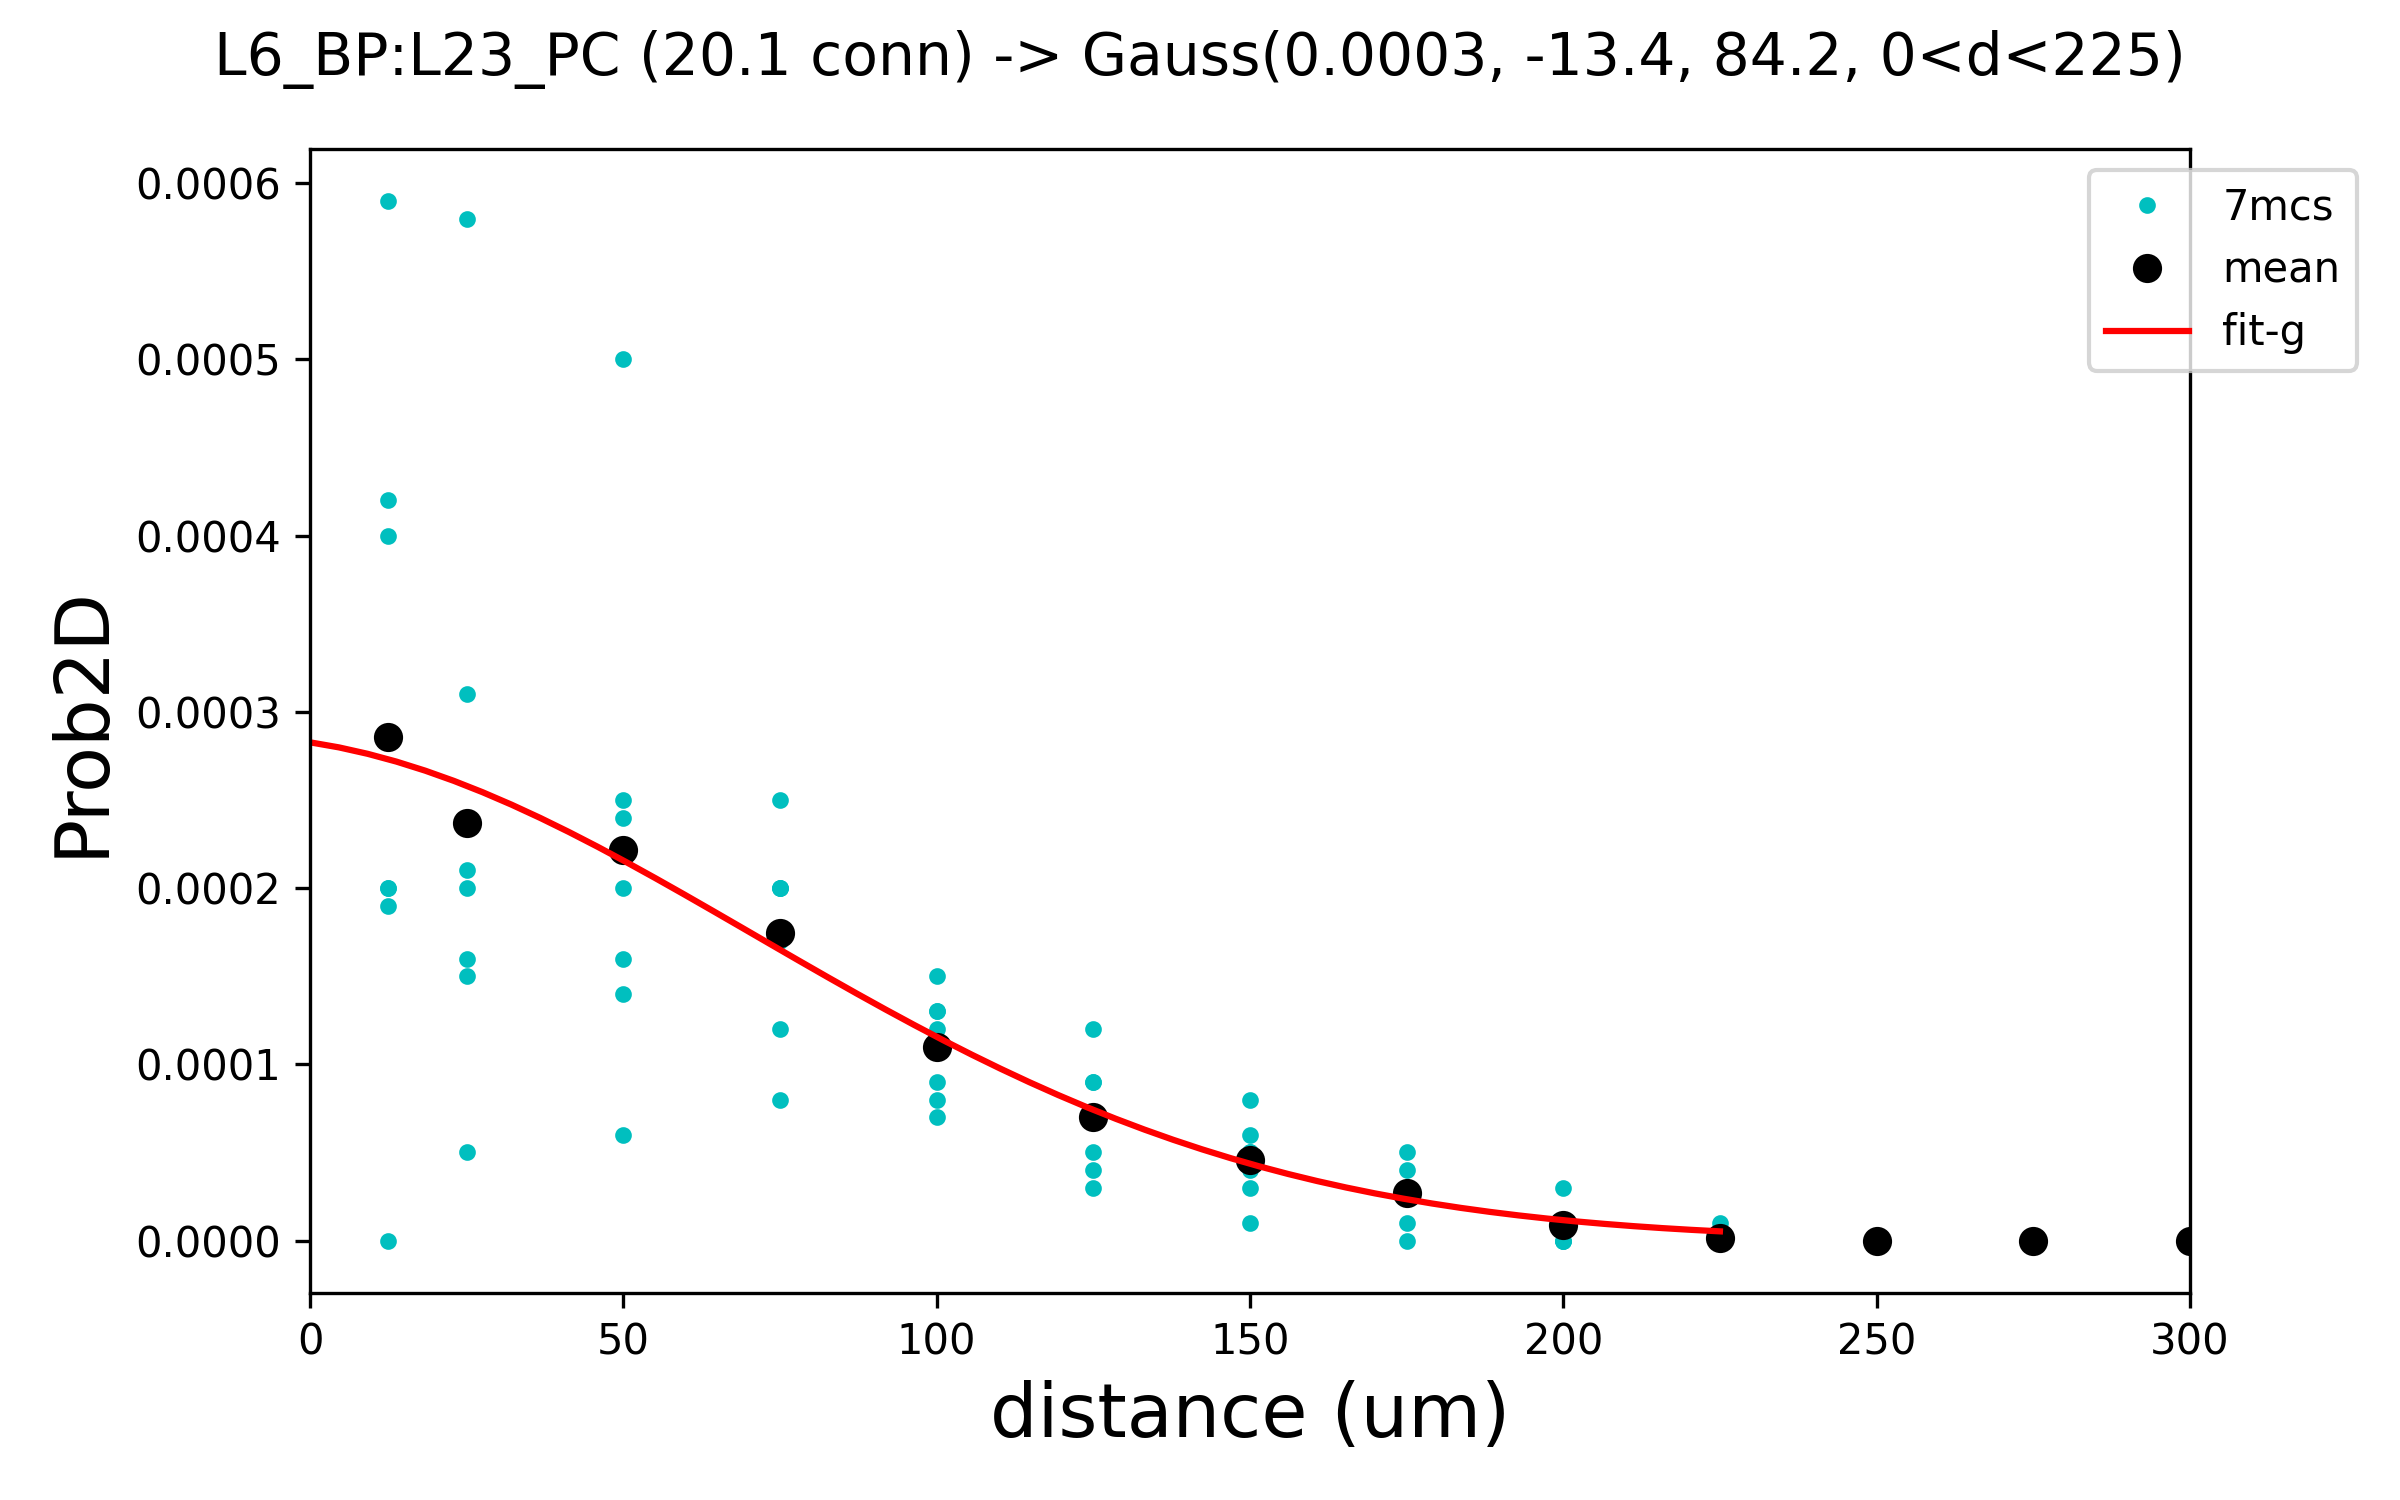 L6_BP:L23_PC (20.1 conn) -> Gauss(0.0003, -13.4, 84.2, 0<d<225)
7mcs
mean
fit-g
Prob2D
0.0006
0.0005
0.0004
0.0003
0.0002
0.0001
0.0000
0 50 100 150 200 250 300
distance (um)